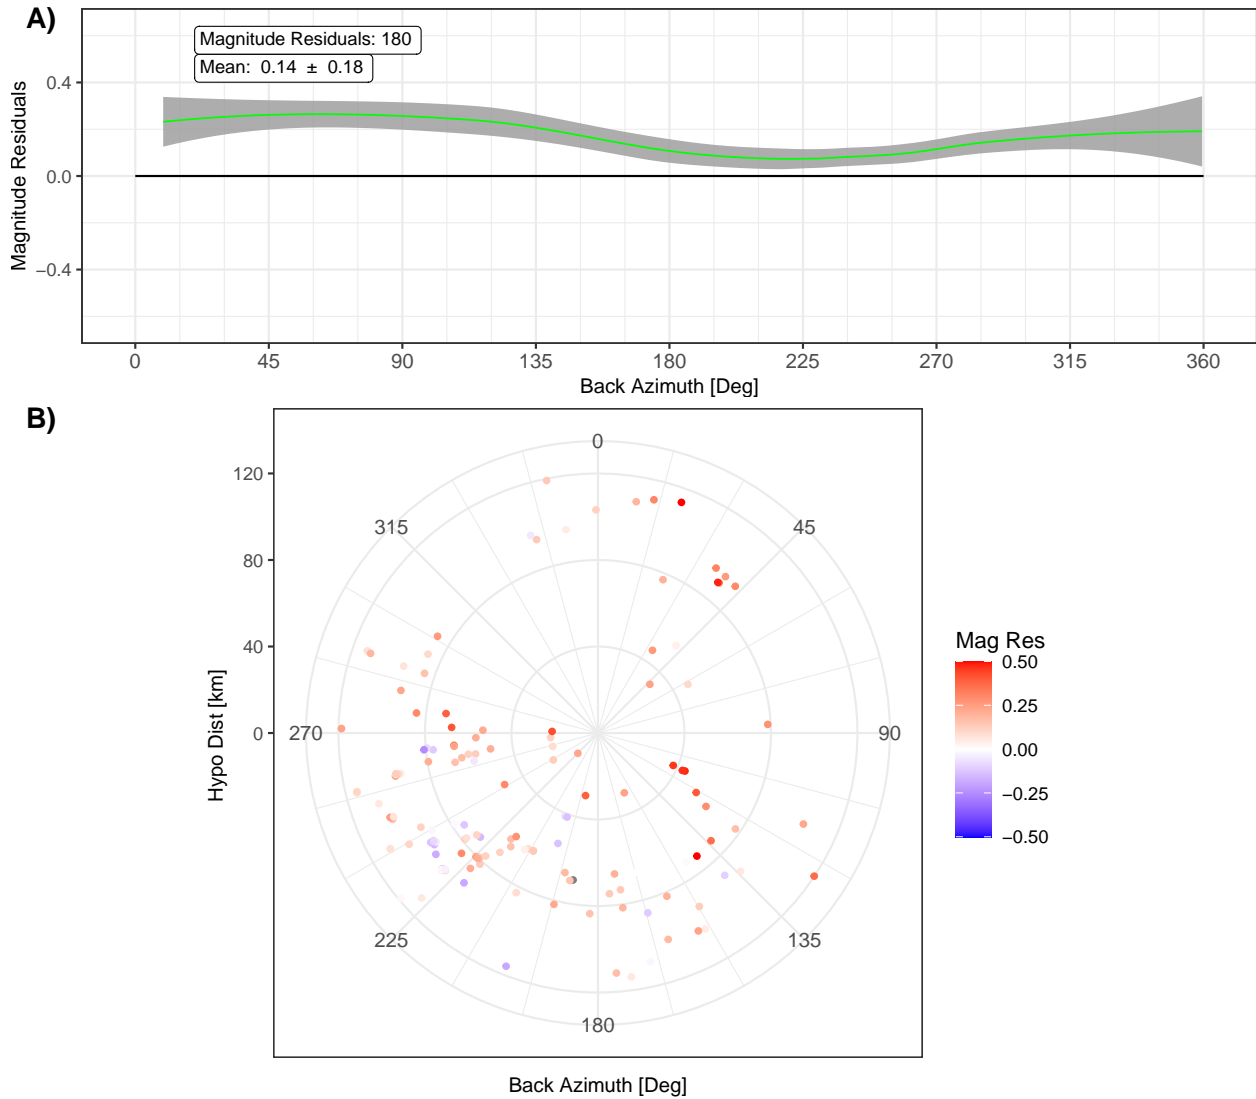 A)
Magnitude Residuals: 180
Mean:  0.14  ±  0.18
Magnitude Residuals
0.4
0.0
−0.4
0 45 90 135 180 225 270 315 360
Back Azimuth [Deg]
B)
Hypo Dist [km]
120
80
40
0
0
45
90
135
180
225
270
315
Back Azimuth [Deg]
Mag Res
0.50
0.25
0.00
−0.25
−0.50